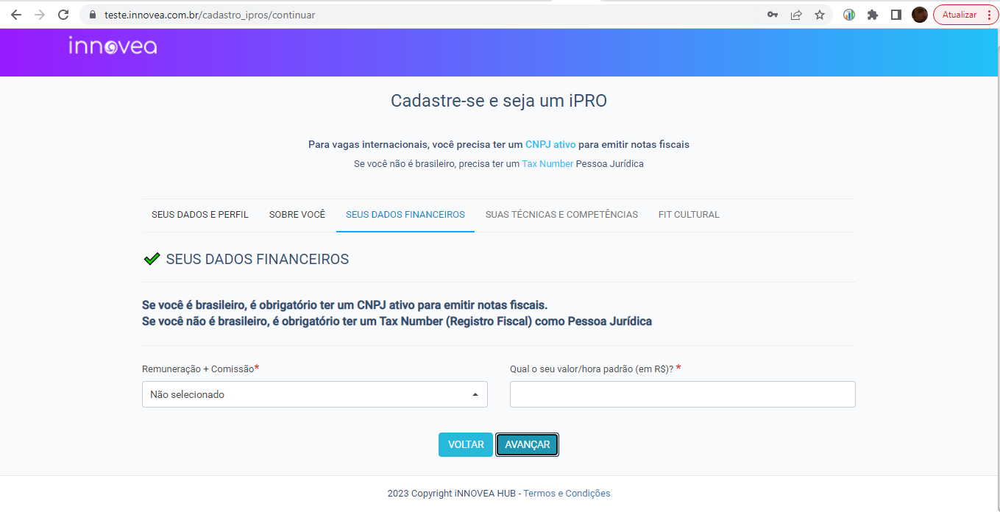 teste.innovea.com.br/cadastro_ipros/continuar
Atualizar
innovea
Cadastre-se e seja um iPRO
Para vagas internacionais, você precisa ter um CNPJ ativo para emitir notas fiscais
Se você não é brasileiro, precisa ter um Tax Number Pessoa Jurídica
SEUS DADOS E PERFIL SOBRE VOCÊ SEUS DADOS FINANCEIROS SUAS TÉCNICAS E COMPETÊNCIAS FIT CULTURAL
SEUS DADOS FINANCEIROS
Se você é brasileiro, é obrigatório ter um CNPJ ativo para emitir notas fiscais.
Se você não é brasileiro, é obrigatório ter um Tax Number (Registro Fiscal) como Pessoa Jurídica
Remuneração + Comissão* Qual o seu valor/hora padrão (em R$)? *
Não selecionado
VOLTAR AVANÇAR
2023 Copyright iNNOVEA HUB - Termos e Condições